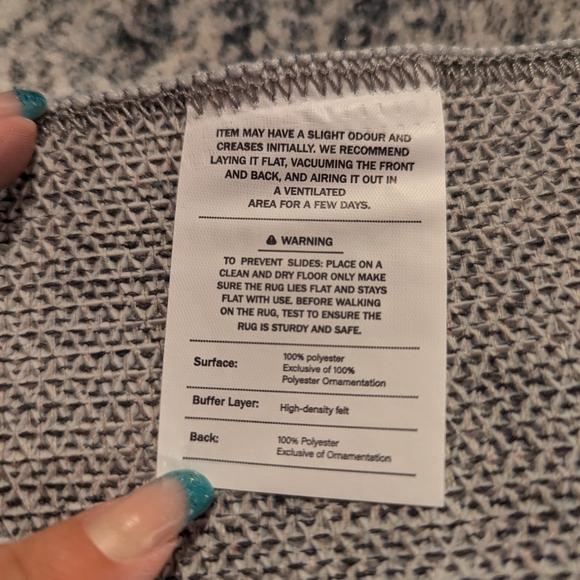 ITEM MAY HAVE A SLIGHT ODOUR AND
CREASES INITIALLY. WE RECOMMEND
LAYING IT FLAT, VACUUMING THE FRONT
AND BACK, AND AIRING IT OUT IN
A VENTILATED
AREA FOR A FEW DAYS.
WARNING
TO PREVENT SLIDES: PLACE ON A
CLEAN AND DRY FLOOR ONLY MAKE
SURE THE RUG LIES FLAT AND STAYS
FLAT WITH USE. BEFORE WALKING
ON THE RUG, TEST TO ENSURE THE
RUG IS STURDY AND SAFE.
Surface: 100% polyester
Exclusive of 100%
Polyester Ornamentation
Buffer Layer: High-density felt
Back: 100% Polyester
Exclusive of Ornamentation